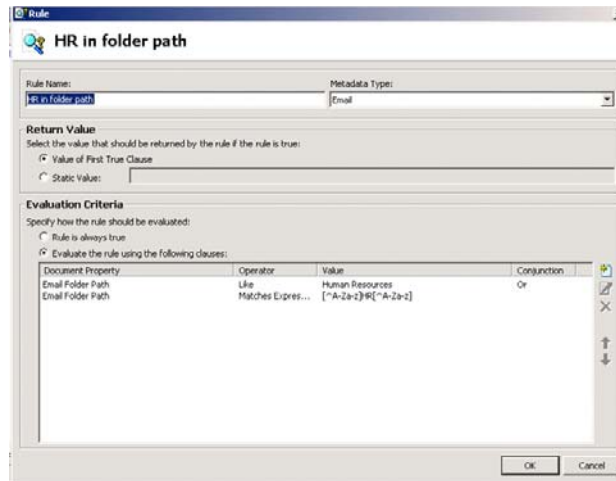 Rule
HR in folder path
Rule Name:
Metadata Type:
HR in folder path
Email
Return Value
Select the value that should be returned by the rule if the rule is true:
Value of First True Clause
Static Value:
Evaluation Criteria
Specify how the rule should be evaluated:
Rule is always true
Evaluate the rule using the following clauses:
Document Property Operator Value Conjunction
Email Folder Path Like Human Resources Or
Email Folder Path Matches Expres... [^A-Za-z]HR[^A-Za-z]
OK Cancel